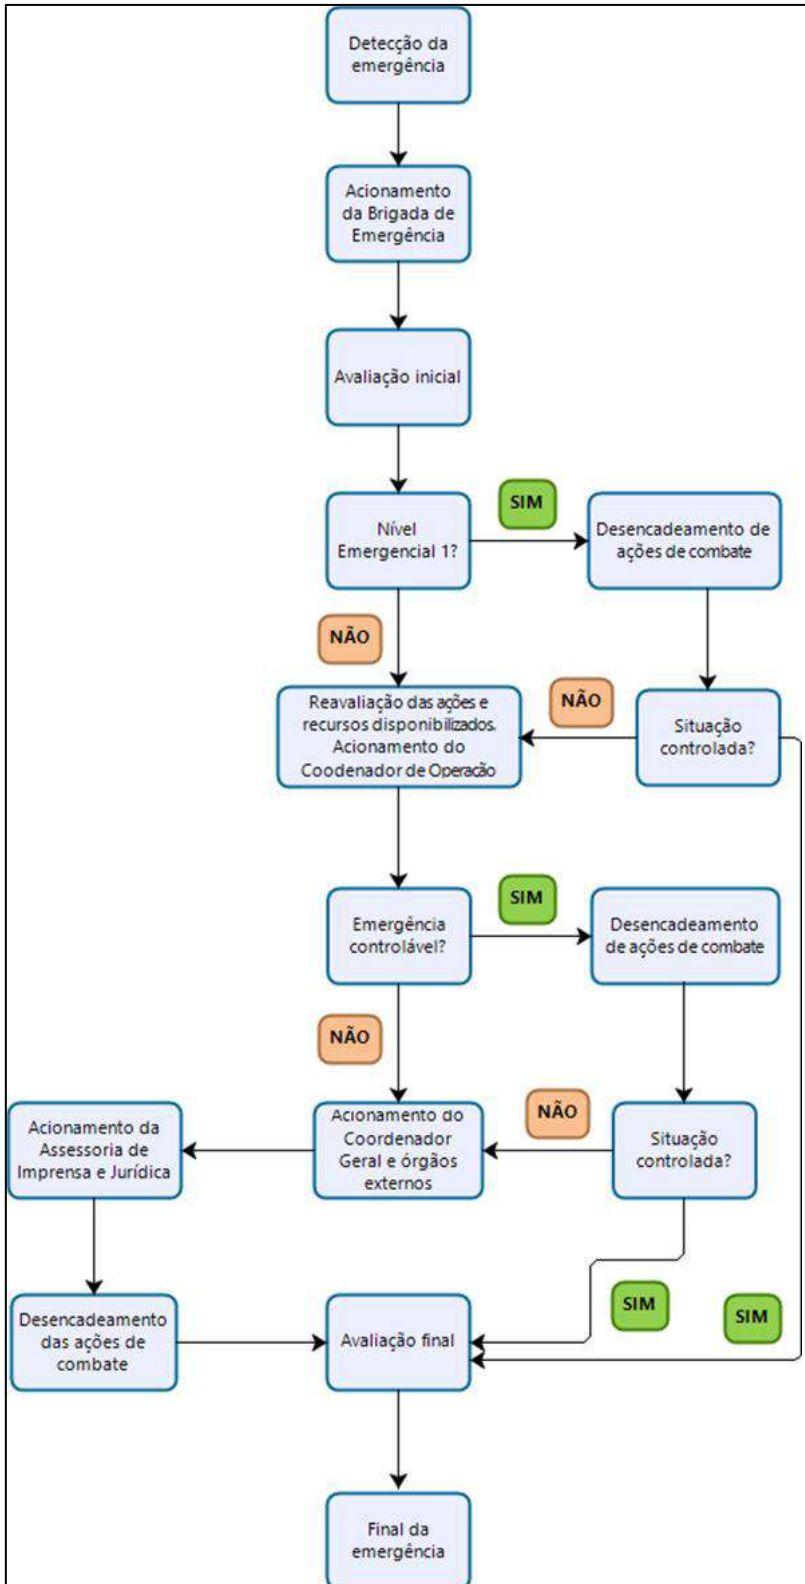 Detecção da
emergência
Acionamento
da Brigada de
Emergência
Avaliação inicial
Nível
Emergencial 1?
SIM
Desencadeamento de
ações de combate
NÃO
Reavaliação das ações e
recursos disponibilizados.
Acionamento do
Coodenador de Operação
NÃO
Situação
controlada?
Emergência
controlável?
SIM
Desencadeamento
de ações de combate
NÃO
Acionamento da
Assessoria de
Imprensa e Jurídica
Acionamento do
Coordenador
Geral e órgãos
externos
NÃO
Situação
controlada?
Desencadeamento
das ações de
combate
Avaliação final
SIM
SIM
Final da
emergência